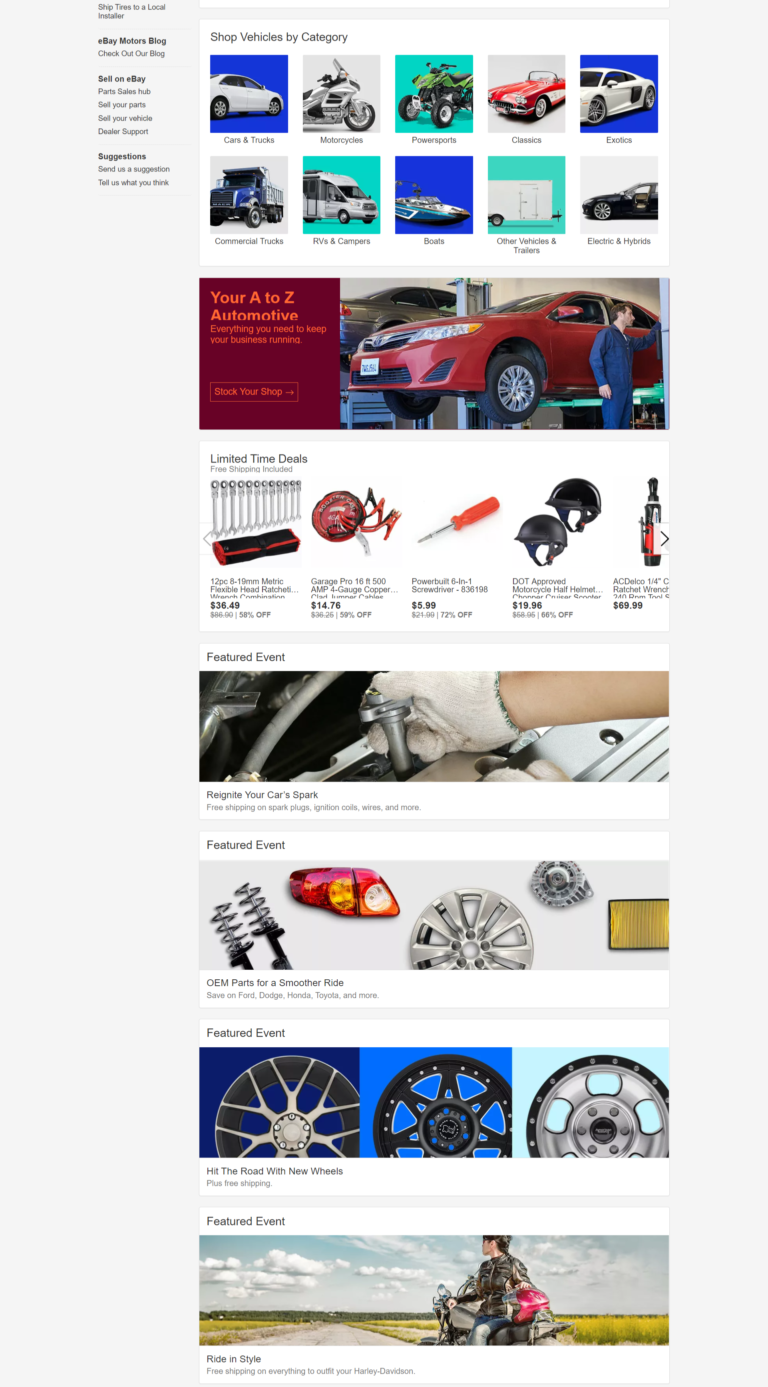 Ship Tires to a Local
Installer
eBay Motors Blog
Check Out Our Blog
Sell on eBay
Parts Sales hub
Sell your parts
Sell your vehicle
Dealer Support
Suggestions
Send us a suggestion
Tell us what you think
Shop Vehicles by Category
Cars & Trucks
Motorcycles
Powersports
Classics
Exotics
Commercial Trucks
RVs & Campers
Boats
Other Vehicles &
Trailers
Electric & Hybrids
Your A to Z
Automotive
Everything you need to keep
your business running.
Stock Your Shop →
Limited Time Deals
Free Shipping Included
12pc 8-19mm Metric
Flexible Head Ratcheti...
Wrench Combination
$36.49
$86.90 | 58% OFF
Garage Pro 16 ft 500
AMP 4-Gauge Copper...
Clad Jumper Cables
$14.76
$36.25 | 59% OFF
Powerbuilt 6-In-1
Screwdriver - 836198
$5.99
$21.99 | 72% OFF
DOT Approved
Motorcycle Half Helmet...
Chopper Cruiser Scooter
$19.96
$58.95 | 66% OFF
ACDelco 1/4" C
Ratchet Wrench
240 Rpm Tool S
$69.99
Featured Event
Reignite Your Car's Spark
Free shipping on spark plugs, ignition coils, wires, and more.
Featured Event
OEM Parts for a Smoother Ride
Save on Ford, Dodge, Honda, Toyota, and more.
Featured Event
Hit The Road With New Wheels
Plus free shipping.
Featured Event
Ride in Style
Free shipping on everything to outfit your Harley-Davidson.